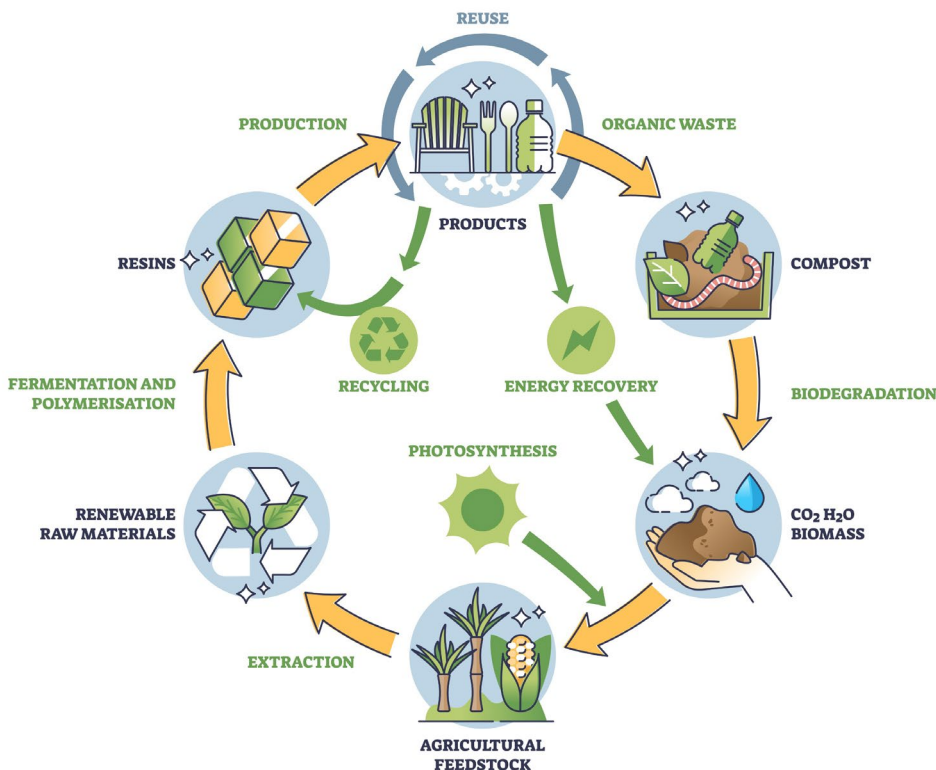 REUSE
PRODUCTION
ORGANIC WASTE
PRODUCTS
RESINS
COMPOST
RECYCLING
ENERGY RECOVERY
FERMENTATION AND
POLYMERISATION
BIODEGRADATION
PHOTOSYNTHESIS
RENEWABLE
RAW MATERIALS
CO₂ H₂O
BIOMASS
EXTRACTION
AGRICULTURAL
FEEDSTOCK